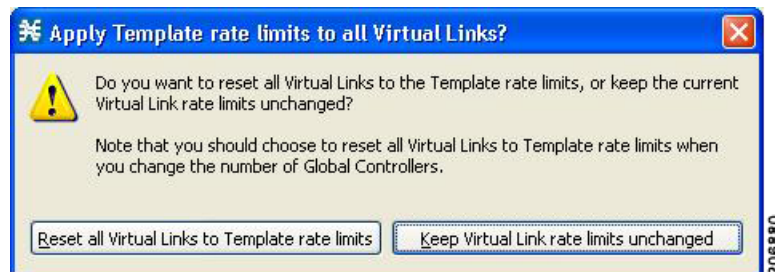 Apply Template rate limits to all Virtual Links?
Do you want to reset all Virtual Links to the Template rate limits, or keep the current
Virtual Link rate limits unchanged?
Note that you should choose to reset all Virtual Links to Template rate limits when
you change the number of Global Controllers.
Reset all Virtual Links to Template rate limits
Keep Virtual Link rate limits unchanged